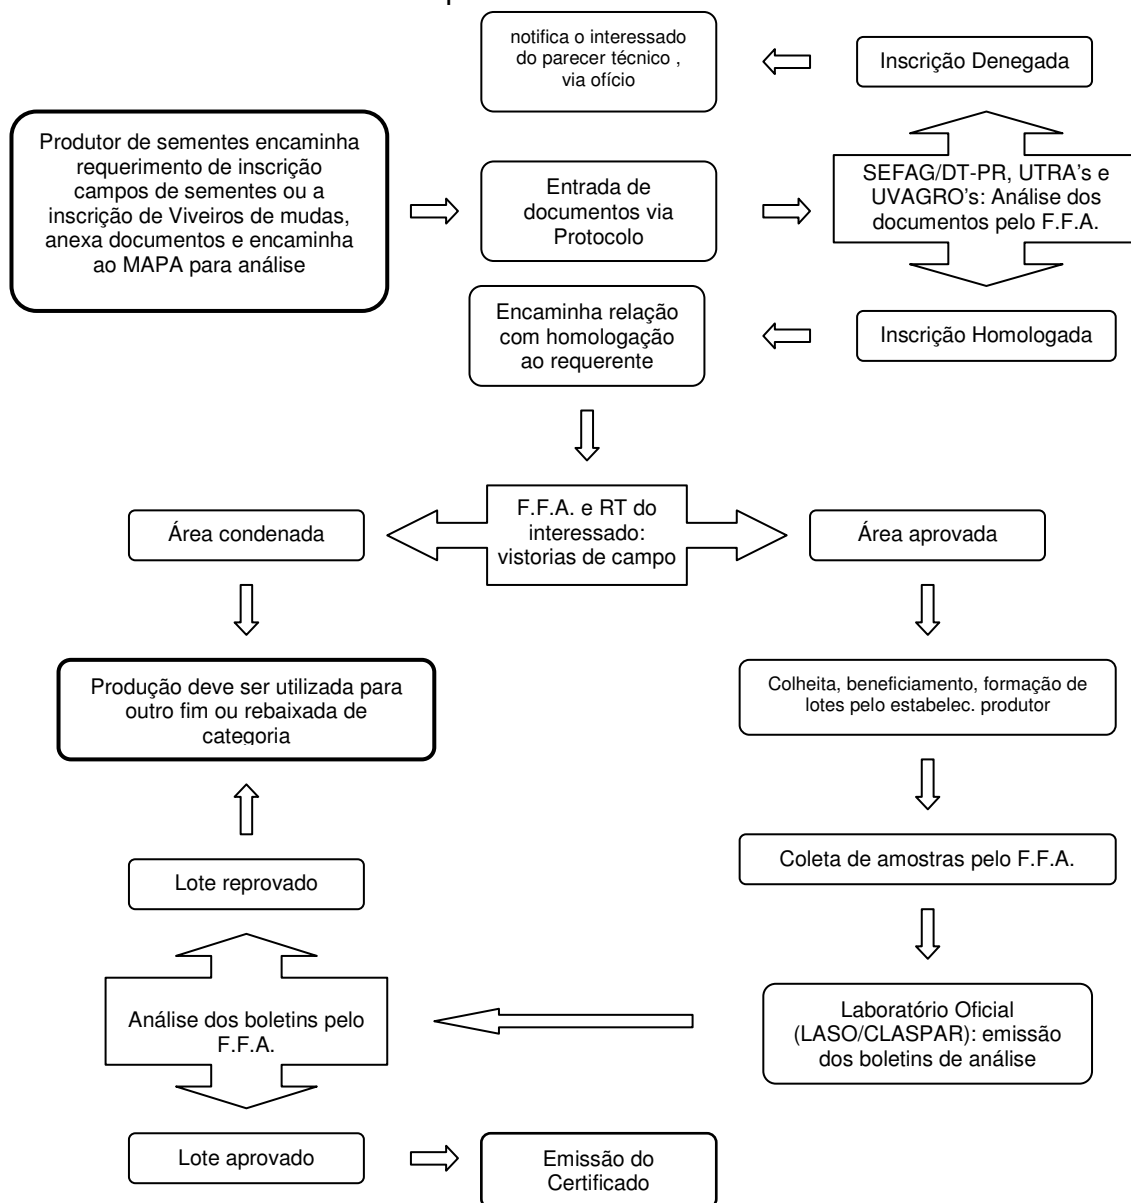 notifica o interessado
do parecer técnico ,
via ofício
Inscrição Denegada
Produtor de sementes encaminha
requerimento de inscrição
campos de sementes ou a
inscrição de Viveiros de mudas,
anexa documentos e encaminha
ao MAPA para análise
Entrada de
documentos via
Protocolo
SEFAG/DT-PR, UTRA's e
UVAGRO's: Análise dos
documentos pelo F.F.A.
Encaminha relação
com homologação
ao requerente
Inscrição Homologada
Área condenada
F.F.A. e RT do
interessado:
vistorias de campo
Área aprovada
Produção deve ser utilizada para
outro fim ou rebaixada de
categoria
Colheita, beneficiamento, formação de
lotes pelo estabelec. produtor
Lote reprovado
Coleta de amostras pelo F.F.A.
Análise dos boletins pelo
F.F.A.
Laboratório Oficial
(LASO/CLASPAR): emissão
dos boletins de análise
Lote aprovado
Emissão do
Certificado